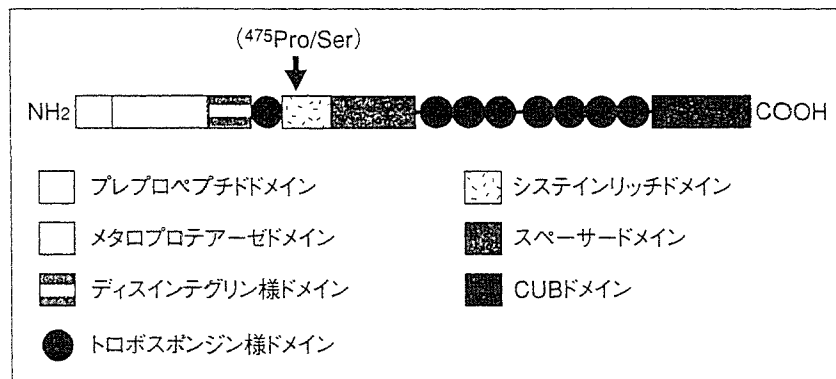 (475Pro/Ser)
NH2
COOH
プレプロペプチドドメイン
メタロプロテアーゼドメイン
ディスインテグリン様ドメイン
トロボスポンジン様ドメイン
システインリッチドメイン
スペーサードメイン
CUBドメイン